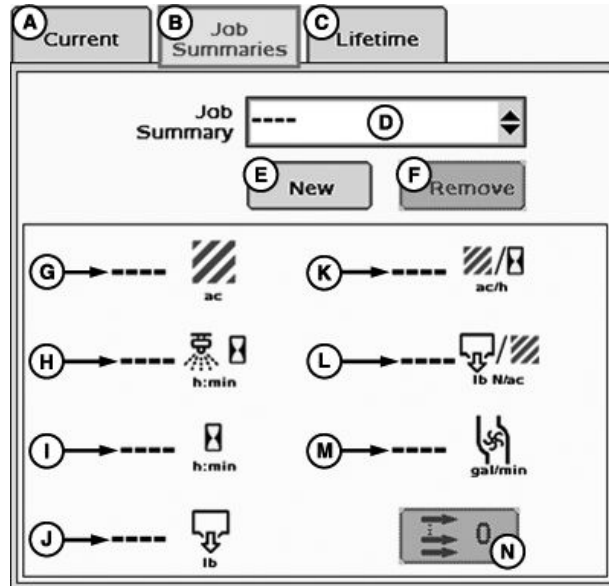 A Current
B Job Summaries
C Lifetime
Job Summary
---- D
E New
F Remove
G ---- ac
K ---- ac/h
H ---- h:min
L ---- lb N/ac
I ---- h:min
M ---- gal/min
J ---- lb
0 N